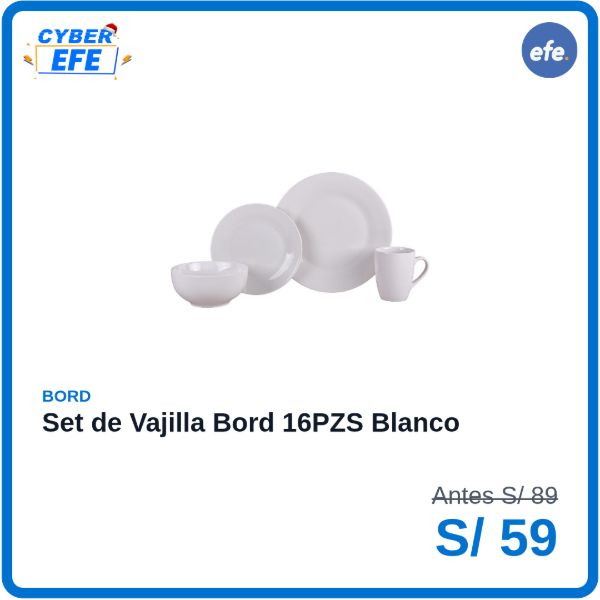 CYBER
EFE
efe.
BORD
Set de Vajilla Bord 16PZS Blanco
Antes S/ 89
S/ 59